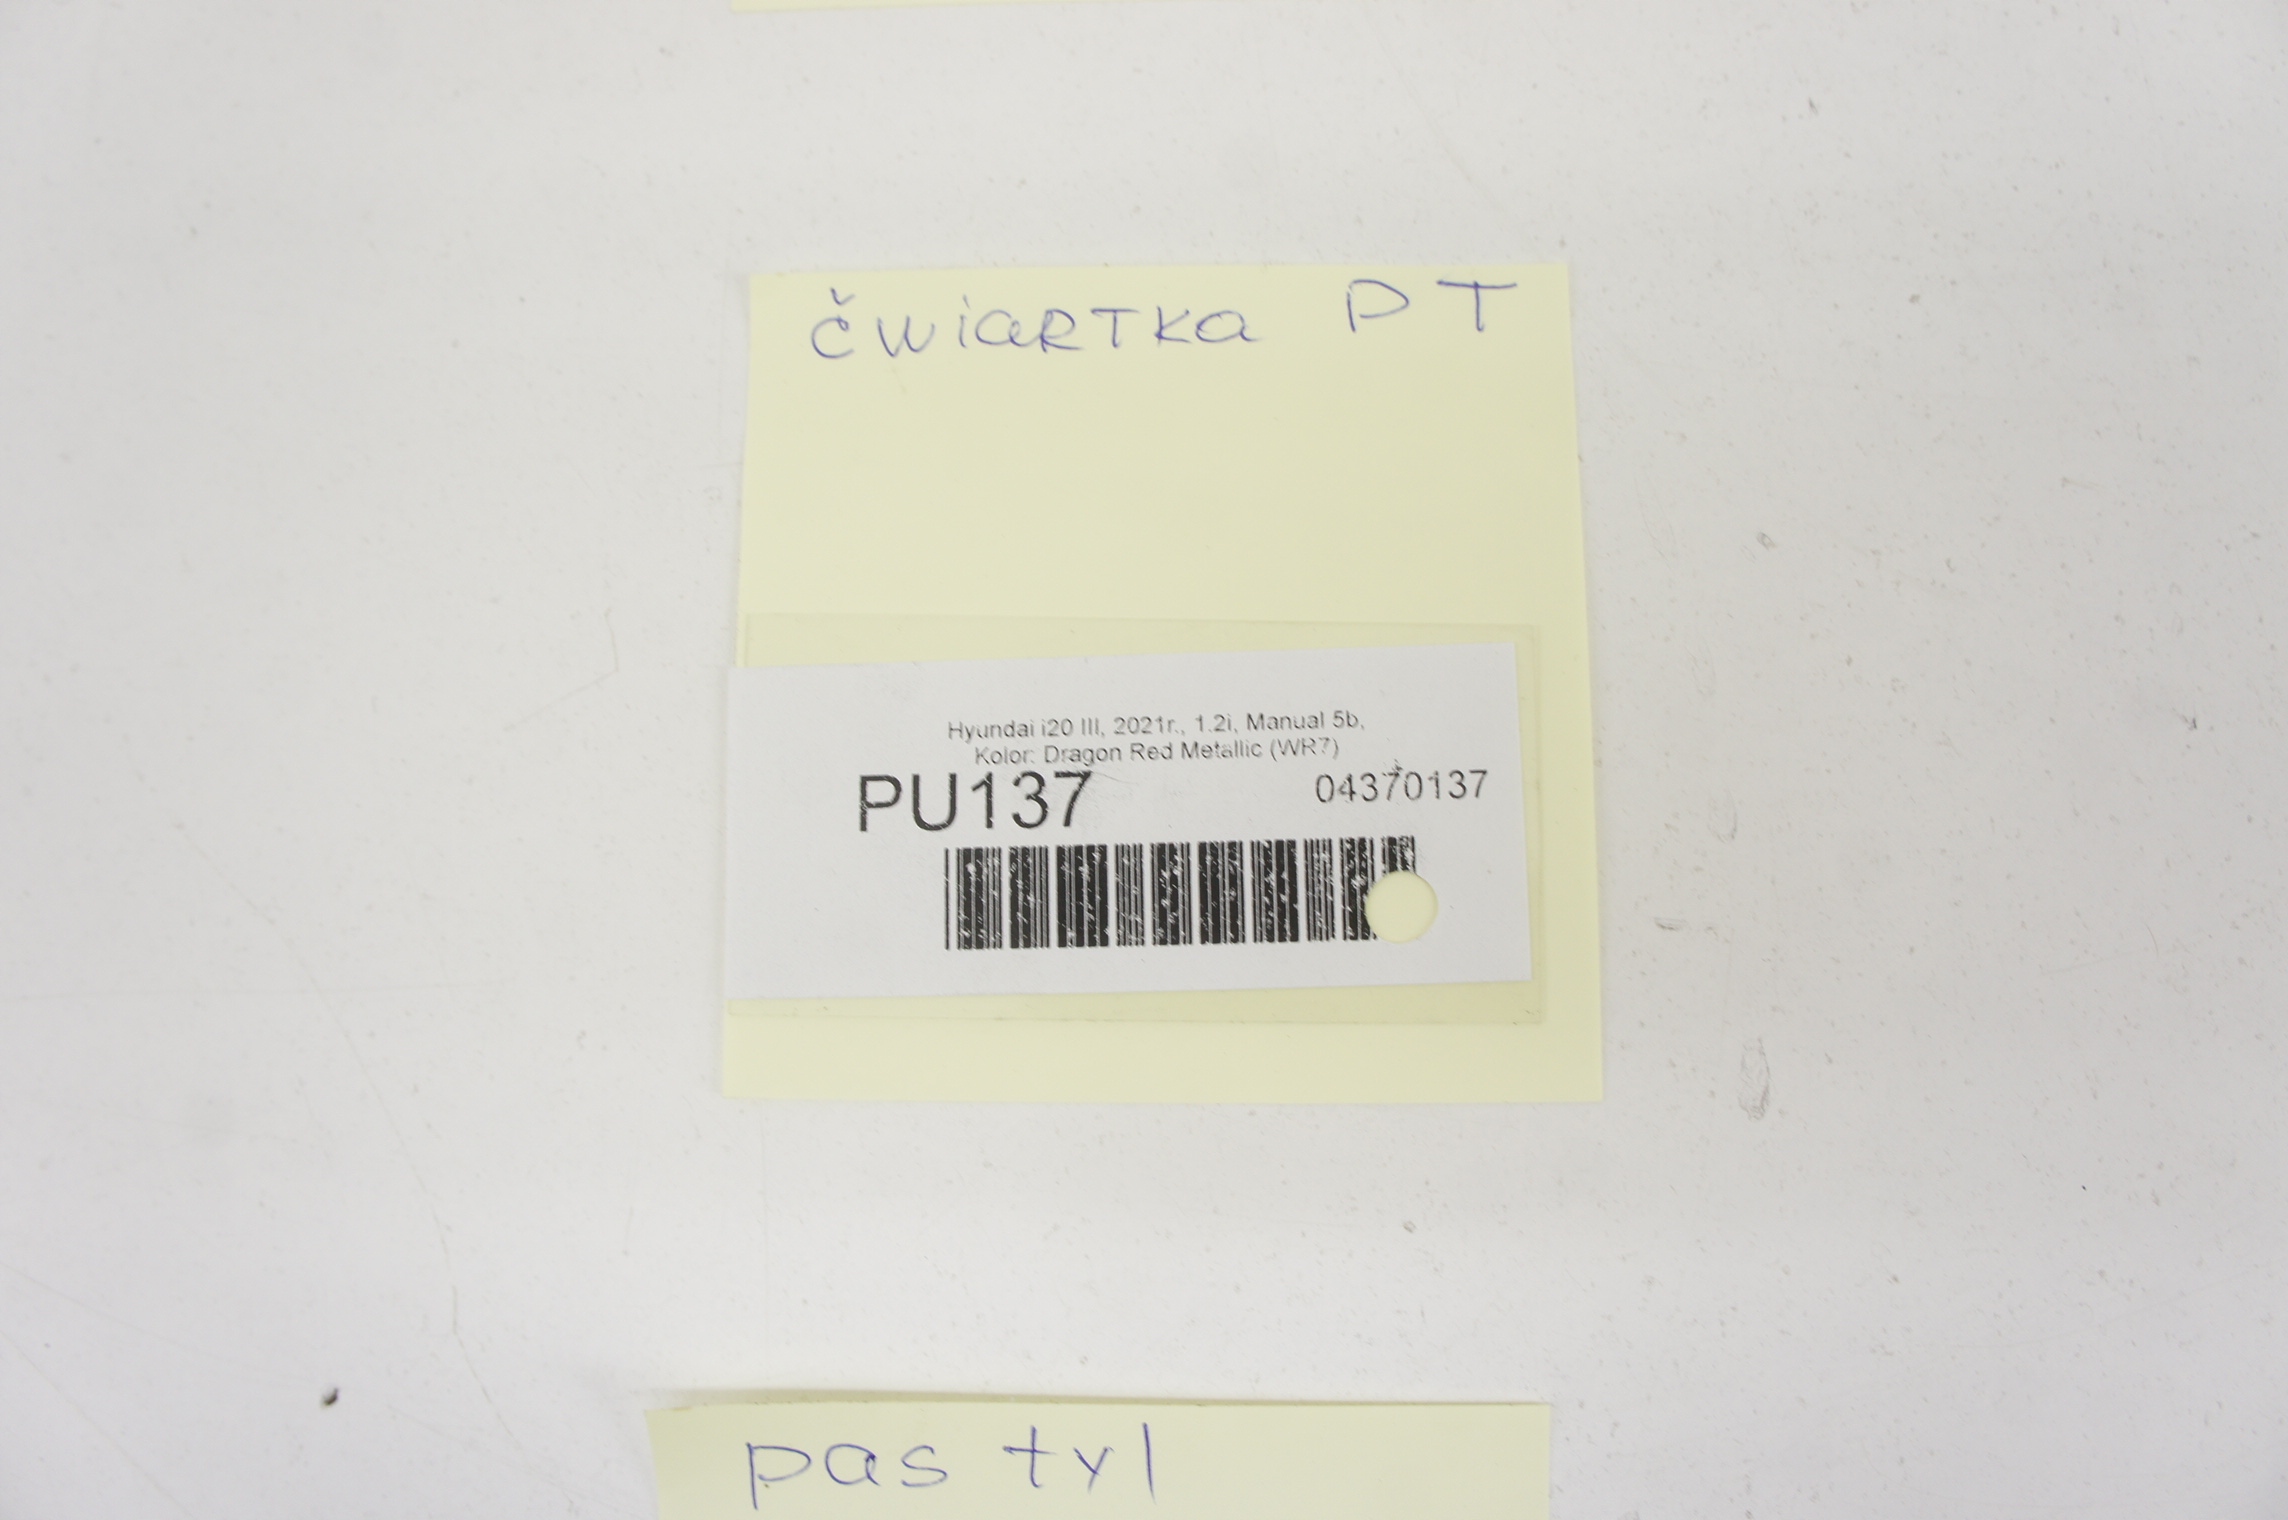 čwiartka PT
Hyundai i20 III, 2021r., 1.2i, Manual 5b,
Kolor: Dragon Red Metallic (WR7)
PU137 04370137
pas tyl